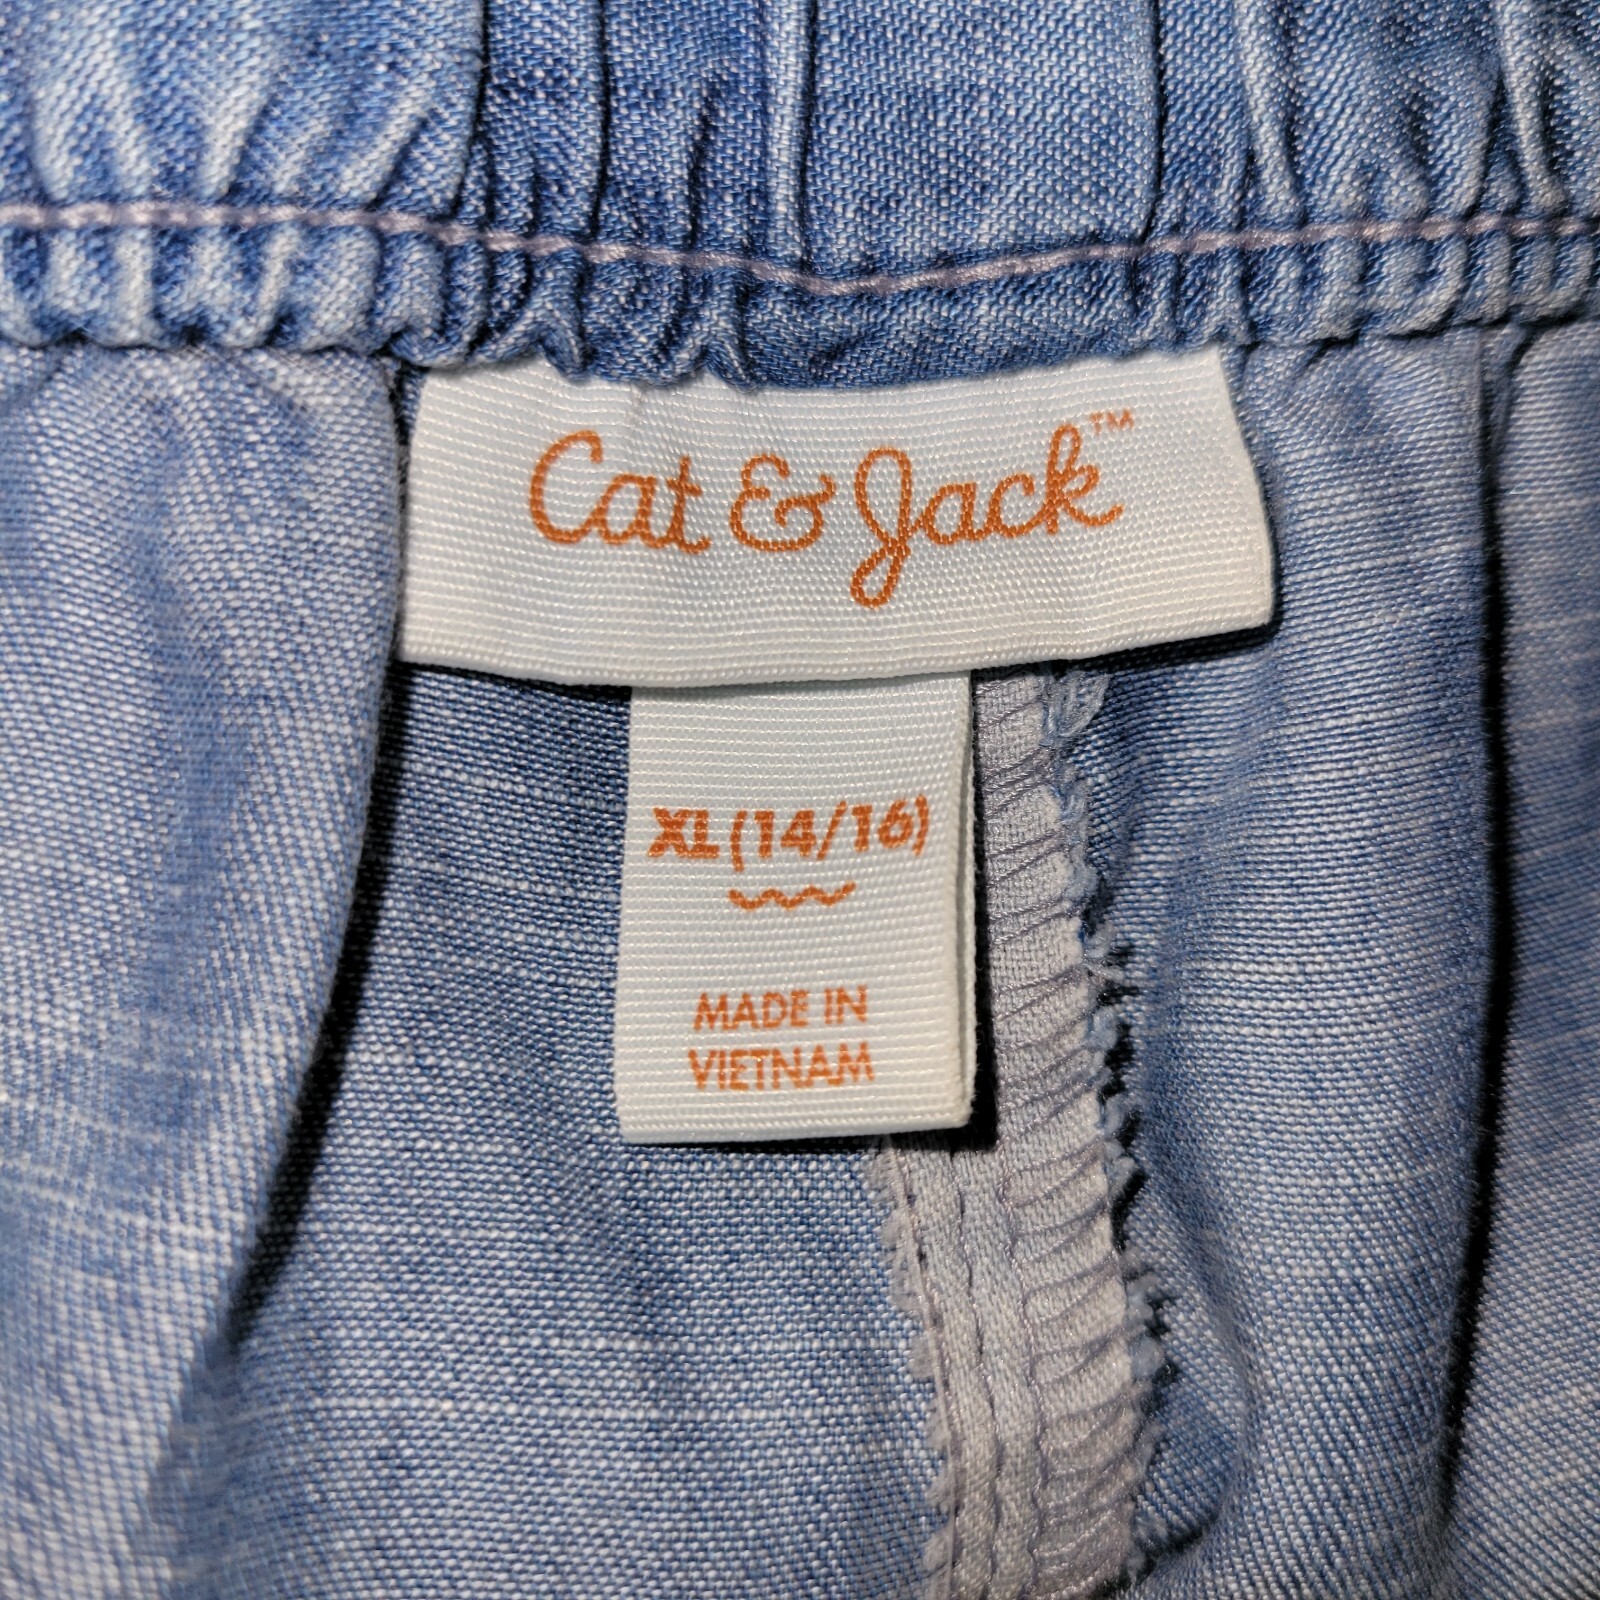 Cat & Jack™
XL (14/16)
MADE IN
VIETNAM